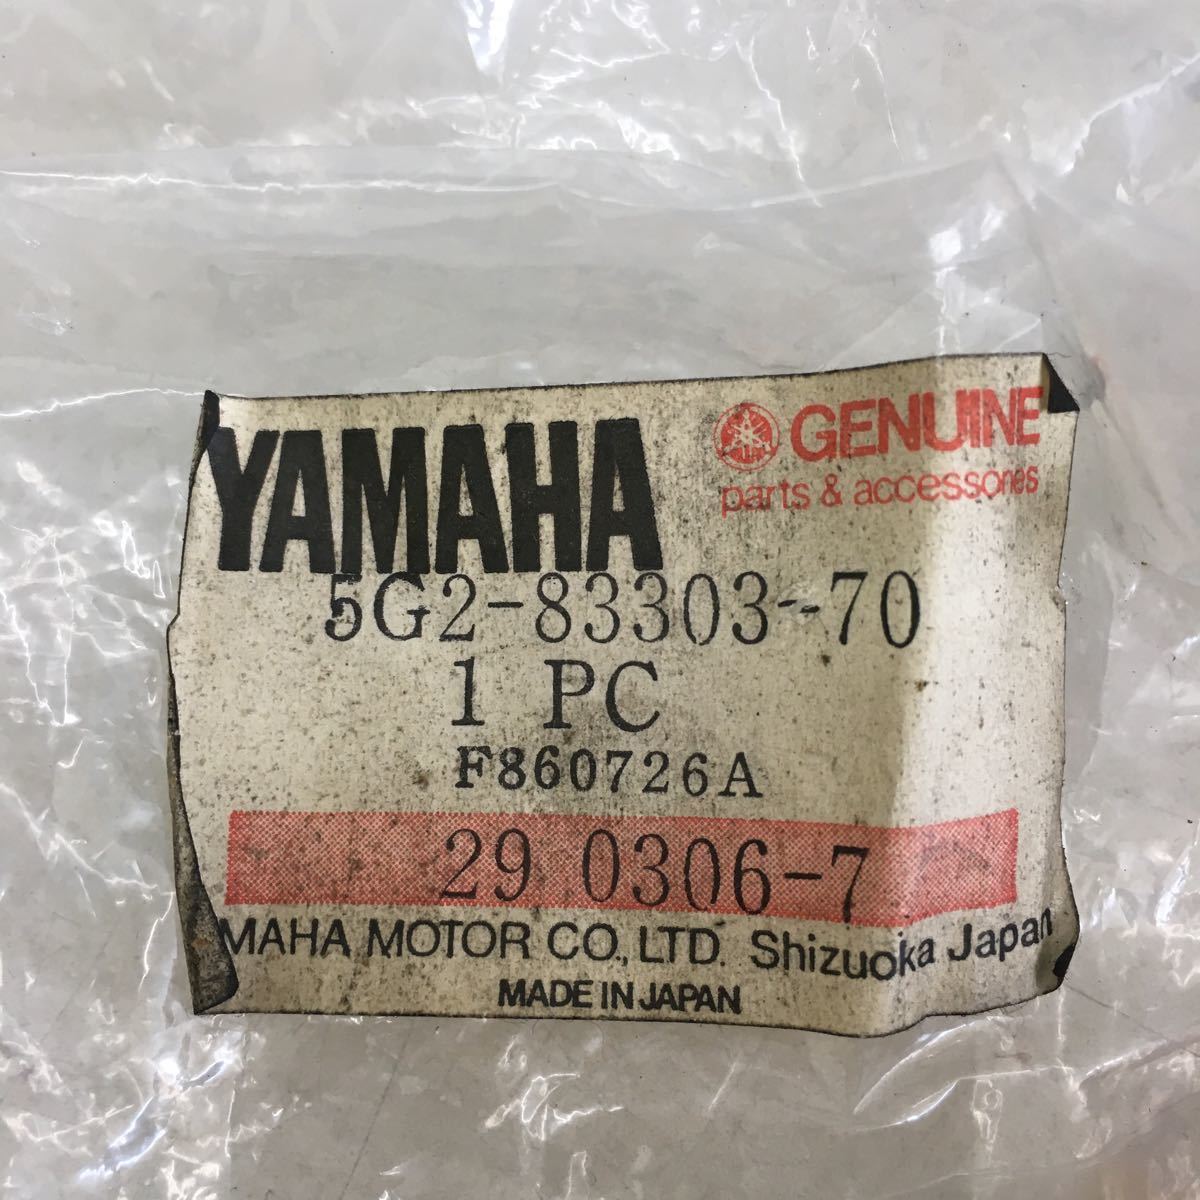 YAMAHA
GENUINE
parts & accessories
5G2-83303-70
1 PC
F860726A
29 0306-7
MAHA MOTOR CO., LTD. Shizuoka Japan
MADE IN JAPAN